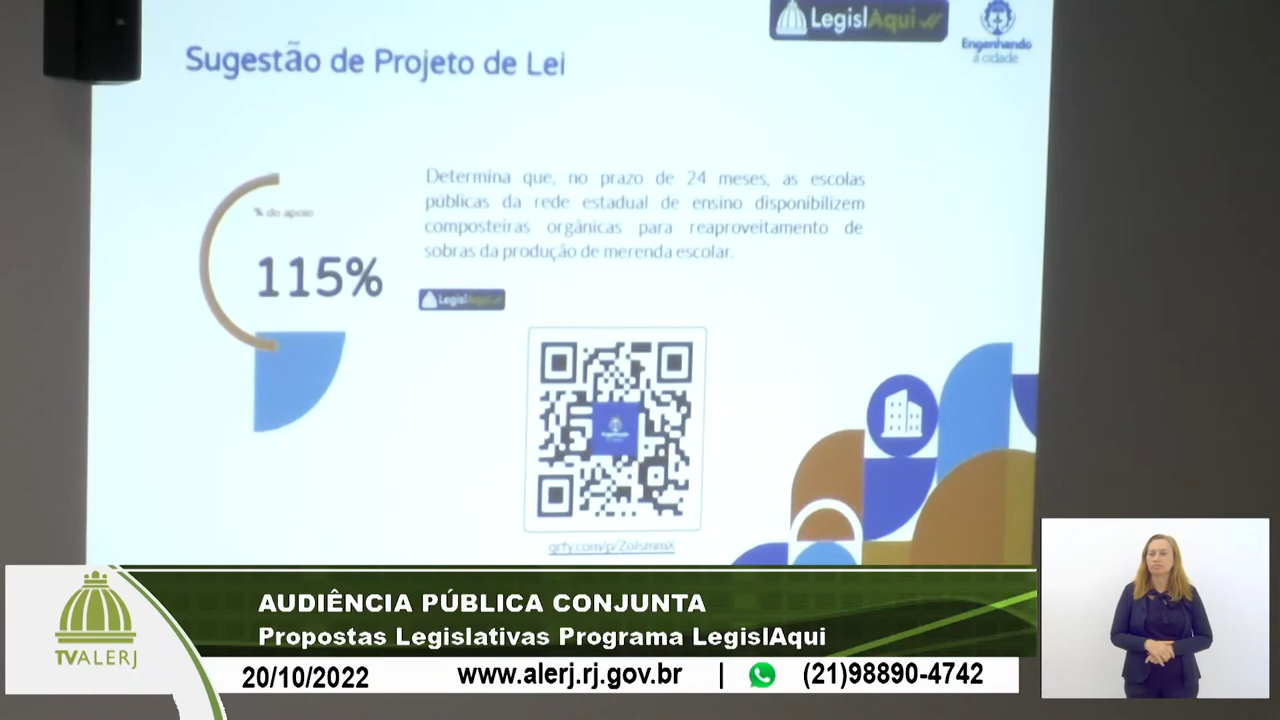 LegislAqui
Engenhando
a cidade
Sugestão de Projeto de Lei
% do apoio
115%
Determina que, no prazo de 24 meses, as escolas
públicas da rede estadual de ensino disponibilizem
composteiras orgânicas para reaproveitamento de
sobras da produção de merenda escolar.
LegislAqui
AUDIÊNCIA PÚBLICA CONJUNTA
Propostas Legislativas Programa LegislAqui
TVALERJ
20/10/2022 www.alerj.rj.gov.br | (21)98890-4742